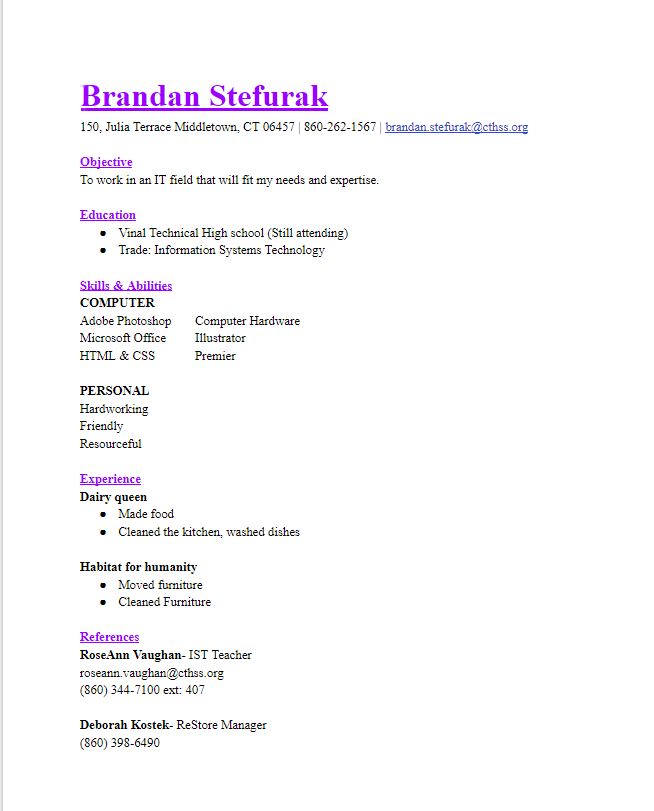 Brandan Stefurak
150, Julia Terrace Middletown, CT 06457 | 860-262-1567 | brandan.stefurak@cthss.org
Objective
To work in an IT field that will fit my needs and expertise.
Education
● Vinal Technical High school (Still attending)
● Trade: Information Systems Technology
Skills & Abilities
COMPUTER
Adobe Photoshop Computer Hardware
Microsoft Office Illustrator
HTML & CSS Premier
PERSONAL
Hardworking
Friendly
Resourceful
Experience
Dairy queen
● Made food
● Cleaned the kitchen, washed dishes
Habitat for humanity
● Moved furniture
● Cleaned Furniture
References
RoseAnn Vaughan- IST Teacher
roseann.vaughan@cthss.org
(860) 344-7100 ext: 407
Deborah Kostek- ReStore Manager
(860) 398-6490